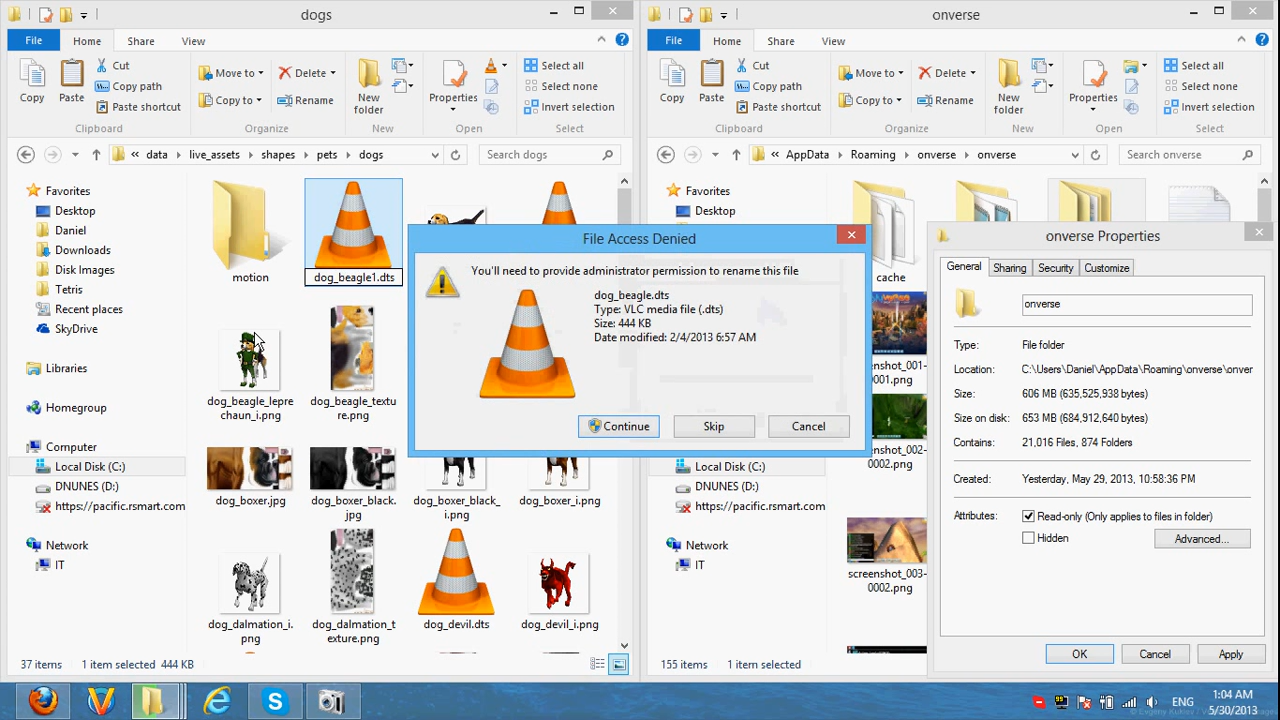 dogs
File
Home
Share
View
Copy
Paste
Cut
Copy path
Paste shortcut
Clipboard
Move to
Copy to
Delete
Rename
Organize
New
folder
New
Properties
Open
Select all
Select none
Invert selection
Select
« data › live_assets › shapes › pets › dogs
Search dogs
Favorites
Desktop
Daniel
Downloads
Disk Images
Tetris
Recent places
SkyDrive
Libraries
Homegroup
Computer
Local Disk (C:)
DNUNES (D:)
https://pacific.rsmart.com
Network
IT
motion
dog_beagle1.dts
dog_beagle_lepre
chaun_i.png
dog_beagle_textu
re.png
dog_boxer.jpg
dog_boxer_black.
jpg
dog_boxer_black_
i.png
dog_boxer_i.png
dog_dalmation_i.
png
dog_dalmation_t
exture.png
dog_devil.dts
dog_devil_i.png
37 items
1 item selected 444 KB
File Access Denied
You'll need to provide administrator permission to rename this file
dog_beagle.dts
Type: VLC media file (.dts)
Size: 444 KB
Date modified: 2/4/2013 6:57 AM
Continue
Skip
Cancel
onverse
File
Home
Share
View
Copy
Paste
Cut
Copy path
Paste shortcut
Clipboard
Move to
Copy to
Delete
Rename
Organize
New
folder
New
Properties
Open
Select all
Select none
Invert selection
Select
« AppData › Roaming › onverse › onverse
Search onverse
Favorites
Desktop
Local Disk (C:)
DNUNES (D:)
https://pacific.rsmart.com
Network
IT
cache
screenshot_003-
0002.png
155 items
1 item selected
onverse Properties
General
Sharing
Security
Customize
onverse
Type:
File folder
Location:
C:\Users\Daniel\AppData\Roaming\onverse\onver
Size:
606 MB (635,525,938 bytes)
Size on disk:
653 MB (684,912,640 bytes)
Contains:
21,016 Files, 874 Folders
Created:
Yesterday, May 29, 2013, 10:58:36 PM
Attributes:
Read-only (Only applies to files in folder)
Hidden
Advanced...
OK
Cancel
Apply
ENG
1:04 AM
5/30/2013